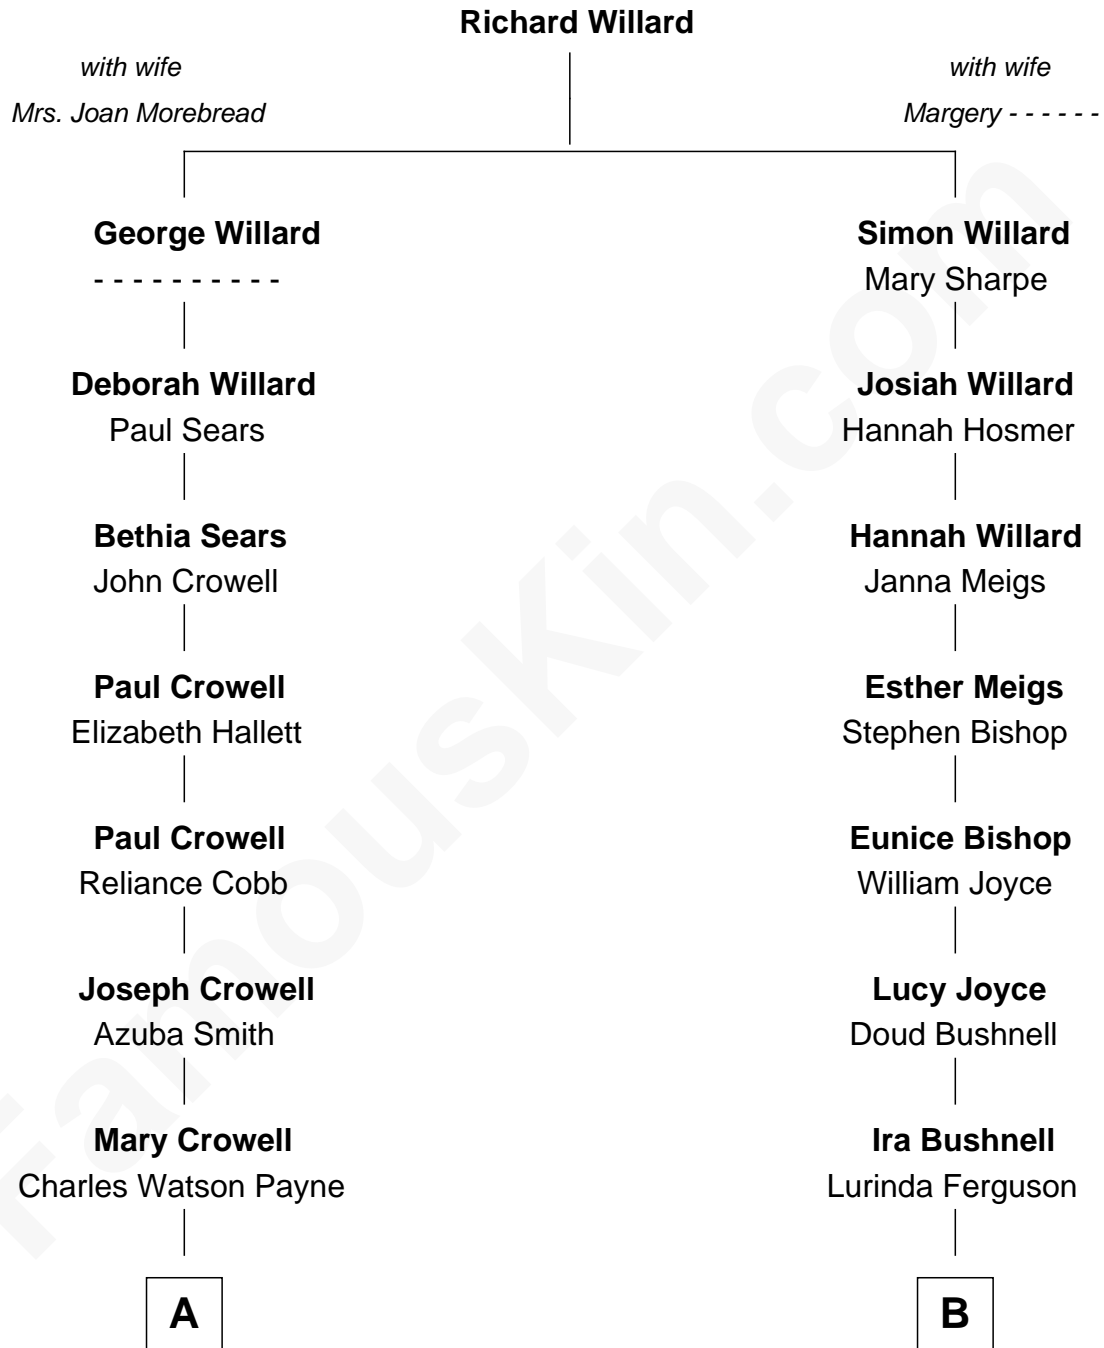 Richard Willard
with wife
Mrs. Joan Morebread
with wife
Margery - - - - - -
George Willard
- - - - - - - - - -
Simon Willard
Mary Sharpe
Deborah Willard
Paul Sears
Josiah Willard
Hannah Hosmer
Bethia Sears
John Crowell
Hannah Willard
Janna Meigs
Paul Crowell
Elizabeth Hallett
Esther Meigs
Stephen Bishop
Paul Crowell
Reliance Cobb
Eunice Bishop
William Joyce
Joseph Crowell
Azuba Smith
Lucy Joyce
Doud Bushnell
Mary Crowell
Charles Watson Payne
Ira Bushnell
Lurinda Ferguson
A
B
FamousKin.com